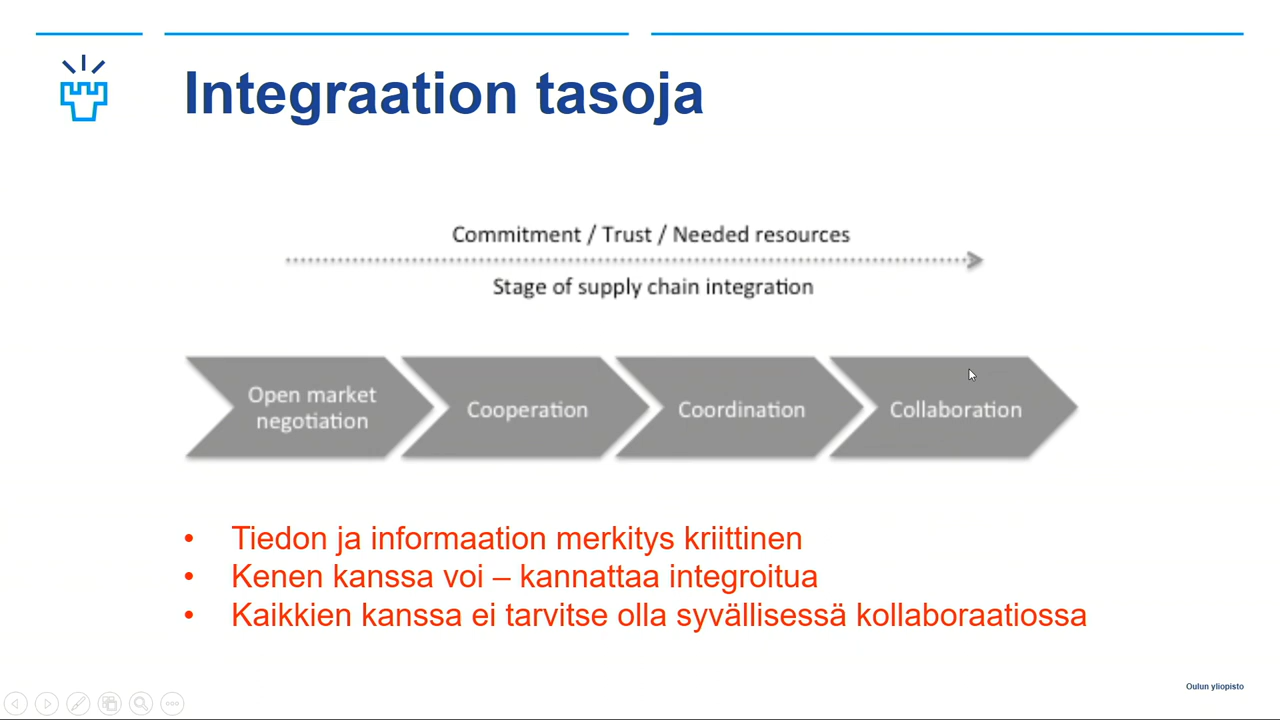 Integraation tasoja
Commitment / Trust / Needed resources
Stage of supply chain integration
Open market
negotiation
Cooperation
Coordination
Collaboration
• Tiedon ja informaation merkitys kriittinen
• Kenen kanssa voi – kannattaa integroitua
• Kaikkien kanssa ei tarvitse olla syvällisessä kollaboraatiossa
Oulun yliopisto